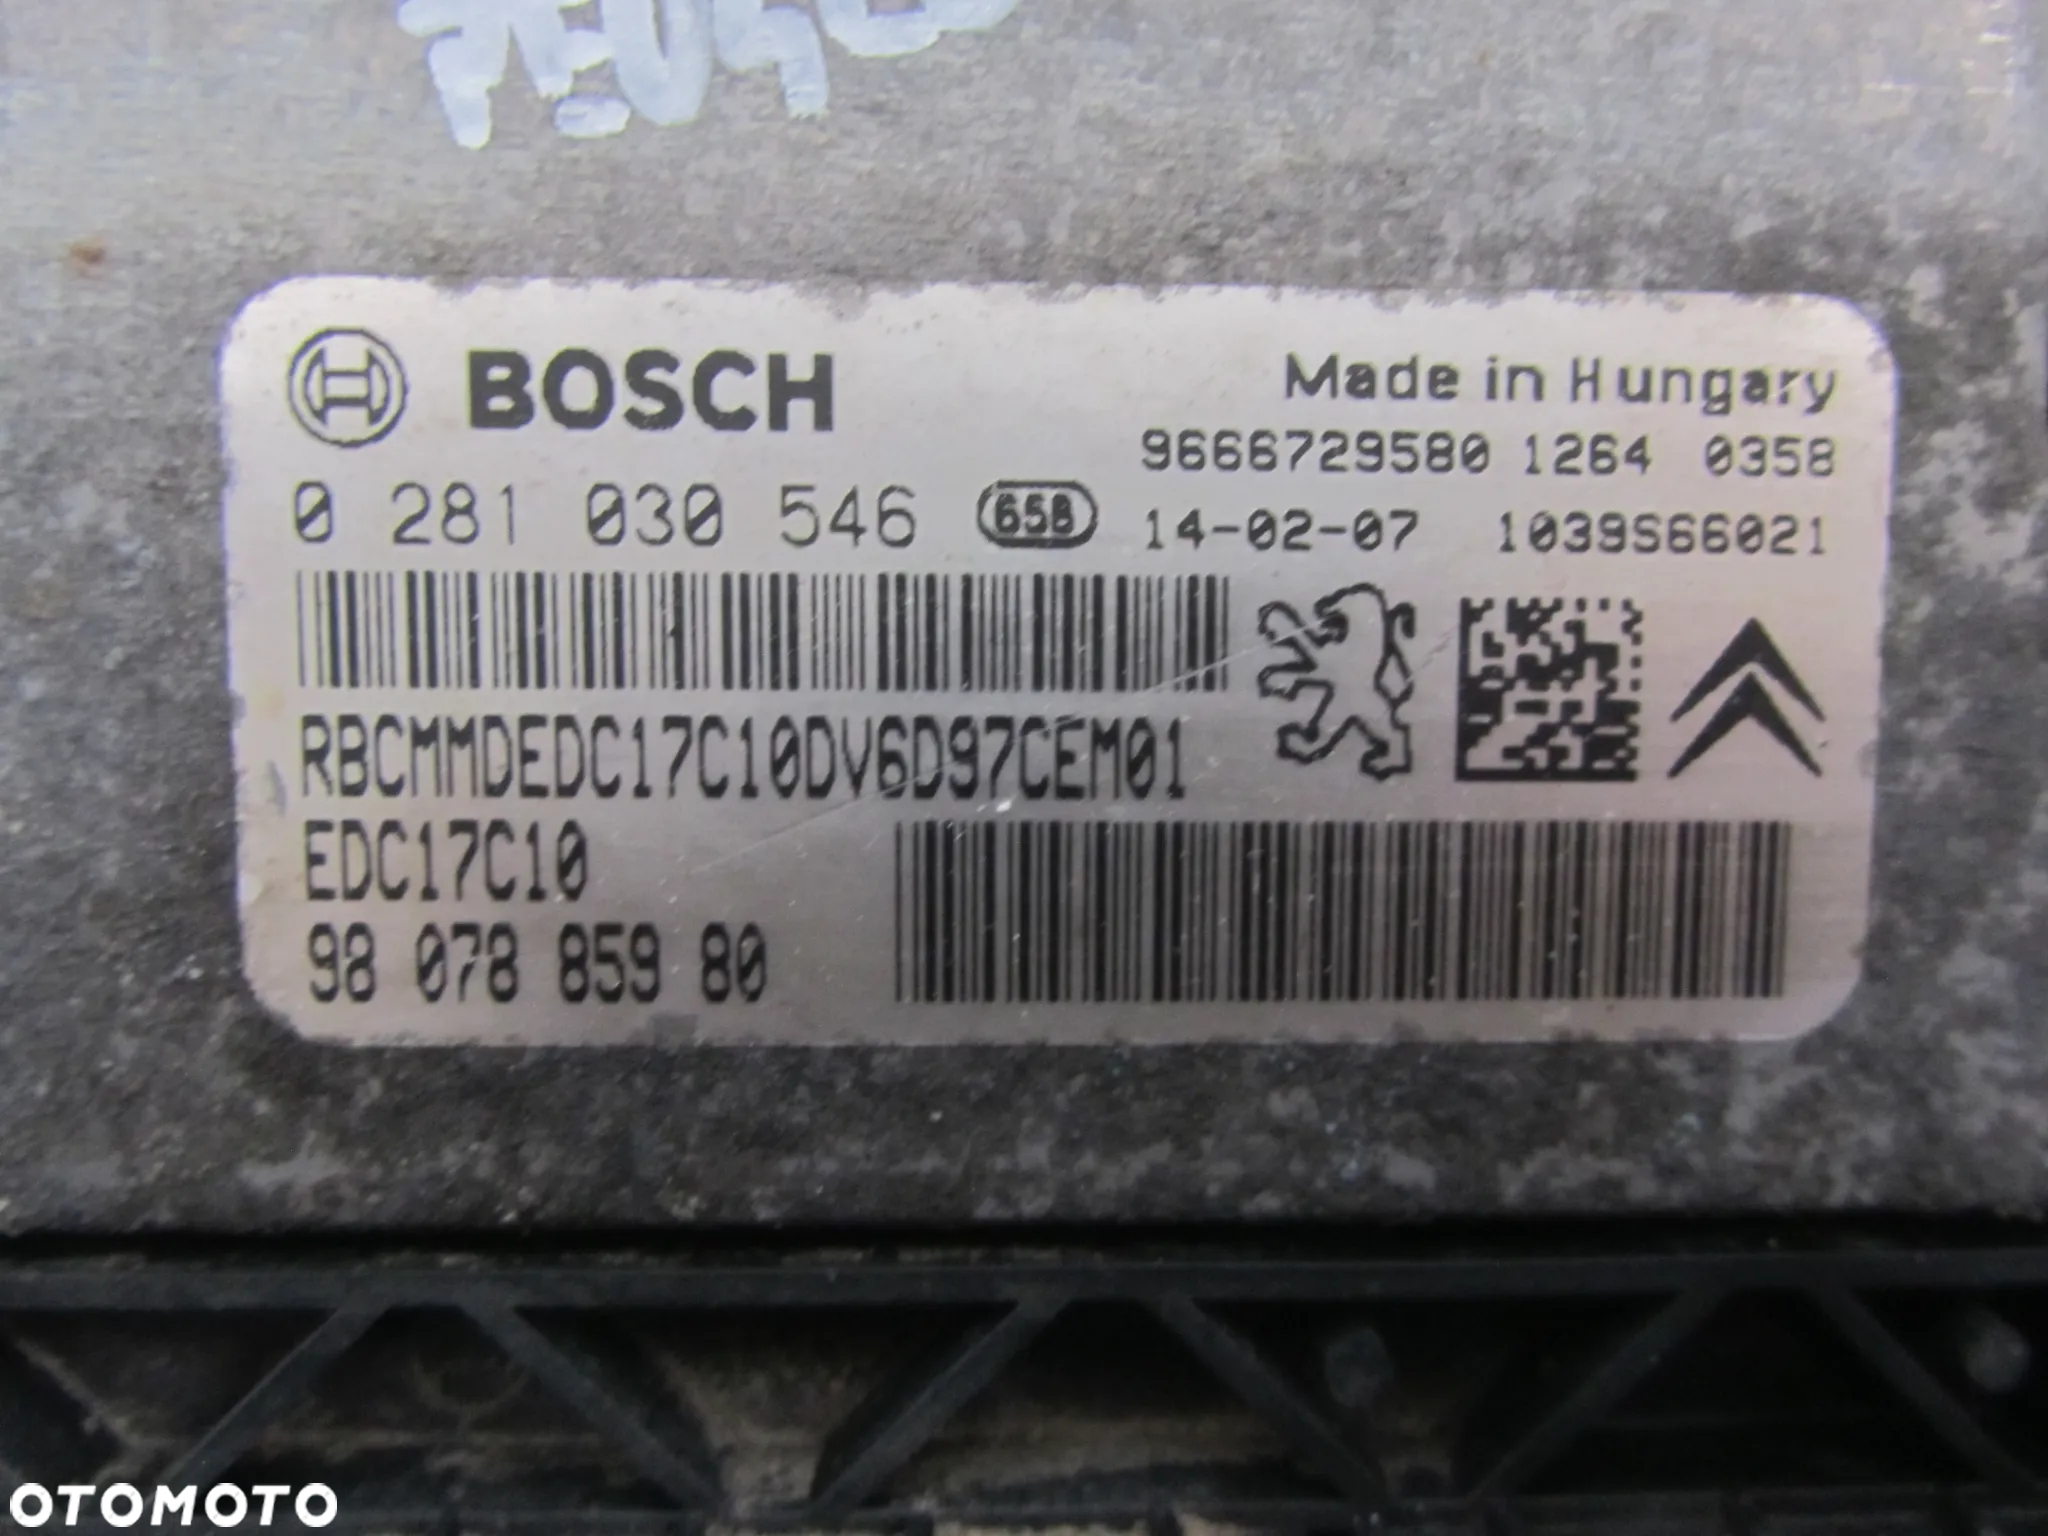 BOSCH
Made in Hungary
9666729580 1264 0358
0 281 030 546 658 14-02-07 1039S66021
RBCMMDEDC17C10DV6D97CEM01
EDC17C10
98 078 859 80
OTOMOTO